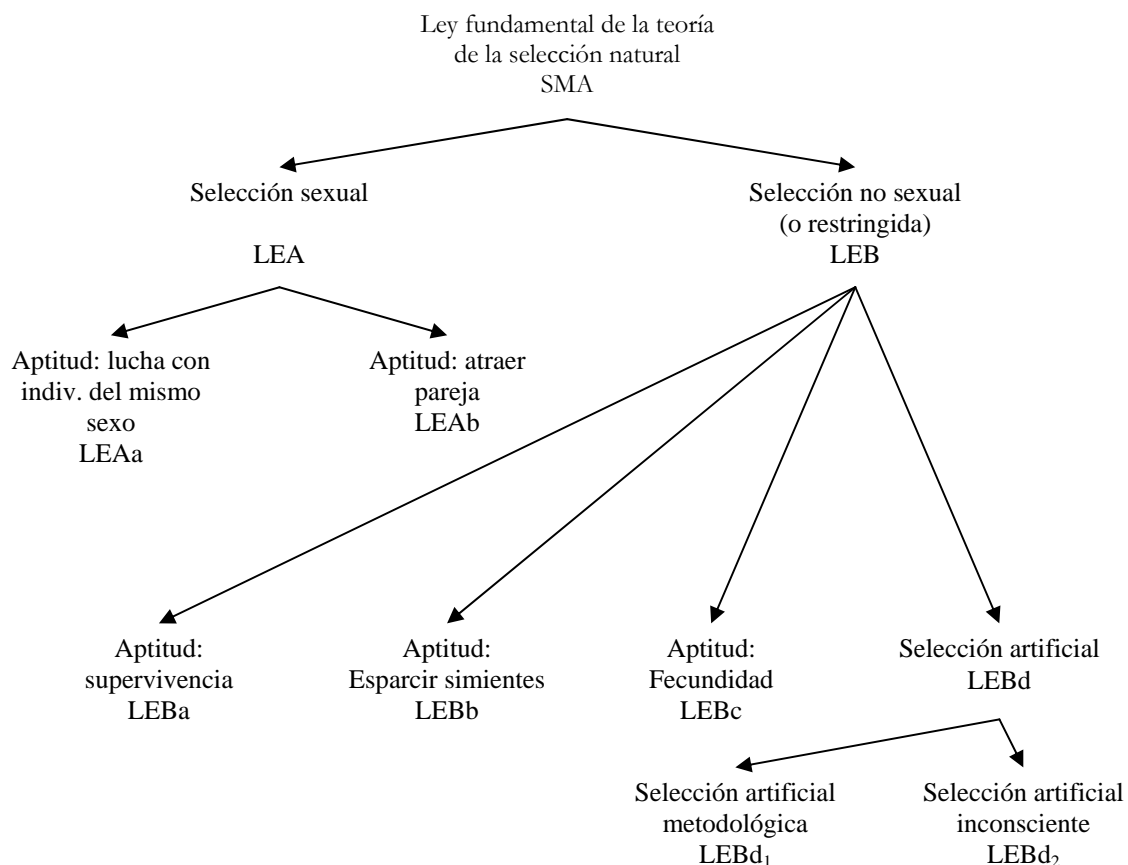 Ley fundamental de la teoría
de la selección natural
SMA
Selección sexual
LEA
Selección no sexual
(o restringida)
LEB
Aptitud: lucha con
indiv. del mismo
sexo
LEAa
Aptitud: atraer
pareja
LEAb
Aptitud:
supervivencia
LEBa
Aptitud:
Esparcir simientes
LEBb
Aptitud:
Fecundidad
LEBc
Selección artificial
LEBd
Selección artificial
metodológica
LEBd₁
Selección artificial
inconsciente
LEBd₂